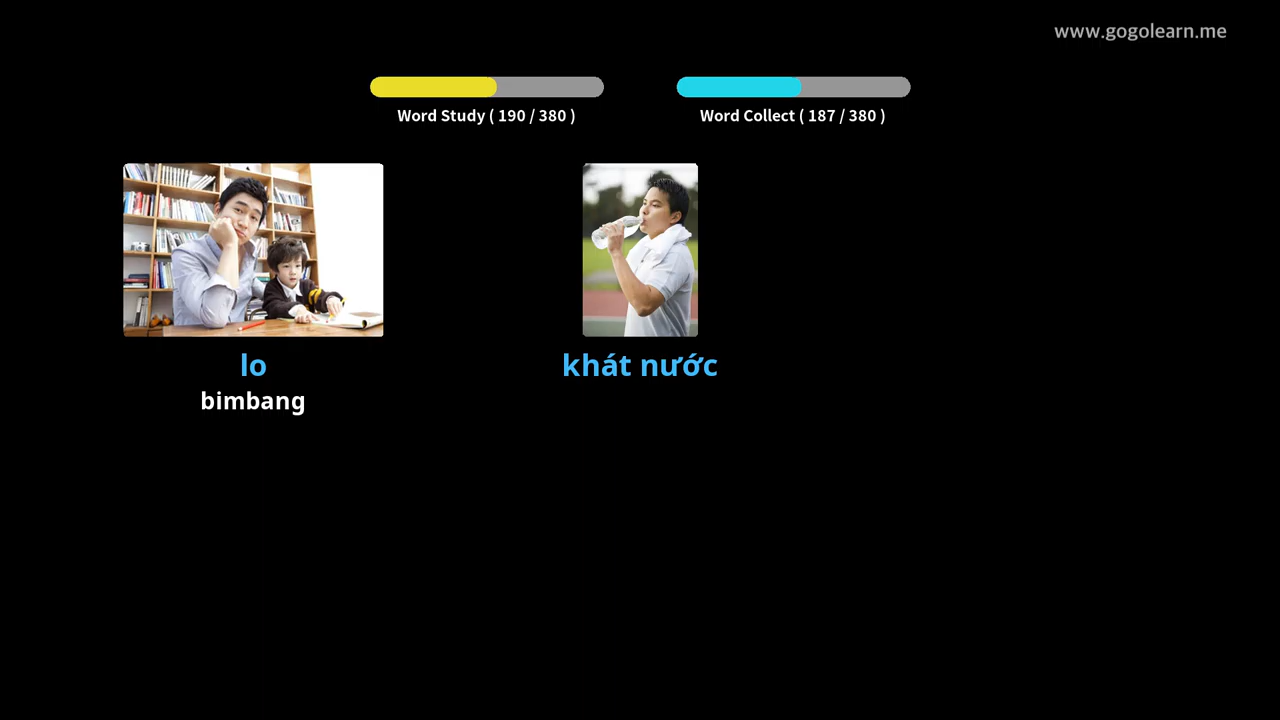 www.gogolearn.me
Word Study ( 190 / 380 )
Word Collect ( 187 / 380 )
lo
bimbang
khát nước